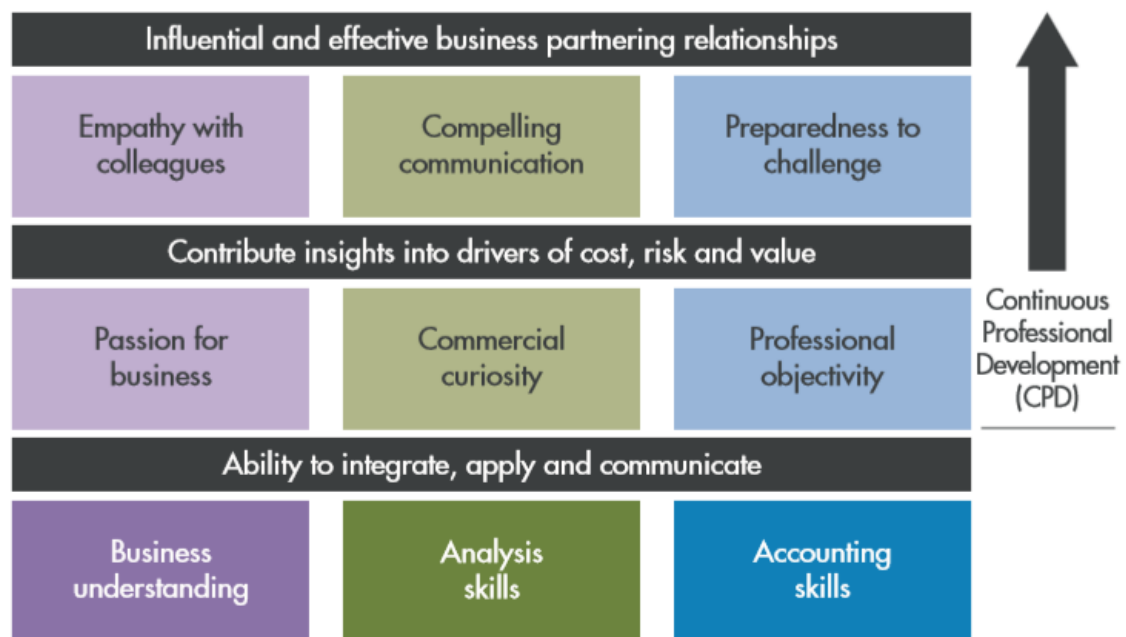 Influential and effective business partnering relationships
Empathy with
colleagues
Compelling
communication
Preparedness to
challenge
Contribute insights into drivers of cost, risk and value
Passion for
business
Commercial
curiosity
Professional
objectivity
Ability to integrate, apply and communicate
Business
understanding
Analysis
skills
Accounting
skills
Continuous
Professional
Development
(CPD)